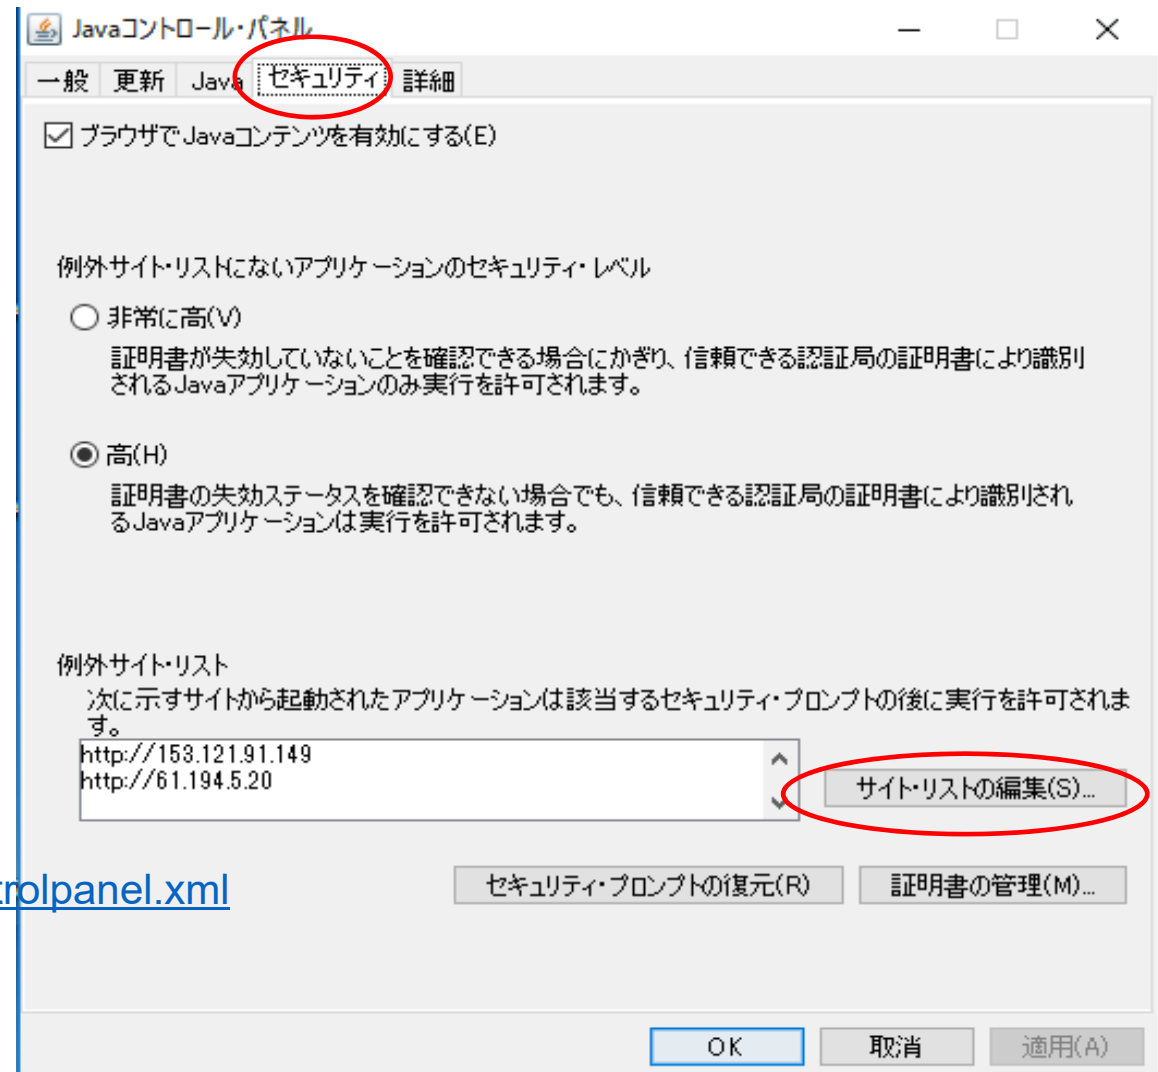 Javaコントロール・パネル
一般 更新 Java セキュリティ 詳細
ブラウザでJavaコンテンツを有効にする(E)
例外サイト・リストにないアプリケーションのセキュリティ・レベル
非常に高(V)
証明書が失効していないことを確認できる場合にかぎり、信頼できる認証局の証明書により識別
されるJavaアプリケーションのみ実行を許可されます。
高(H)
証明書の失効ステータスを確認できない場合でも、信頼できる認証局の証明書により識別され
るJavaアプリケーションは実行を許可されます。
例外サイト・リスト
次に示すサイトから起動されたアプリケーションは該当するセキュリティ・プロンプトの後に実行を許可されま
す。
http://153.121.91.149
http://61.194.5.20
サイト・リストの編集(S)...
trolpanel.xml
セキュリティ・プロンプトの復元(R) 証明書の管理(M)...
OK 取消 適用(A)